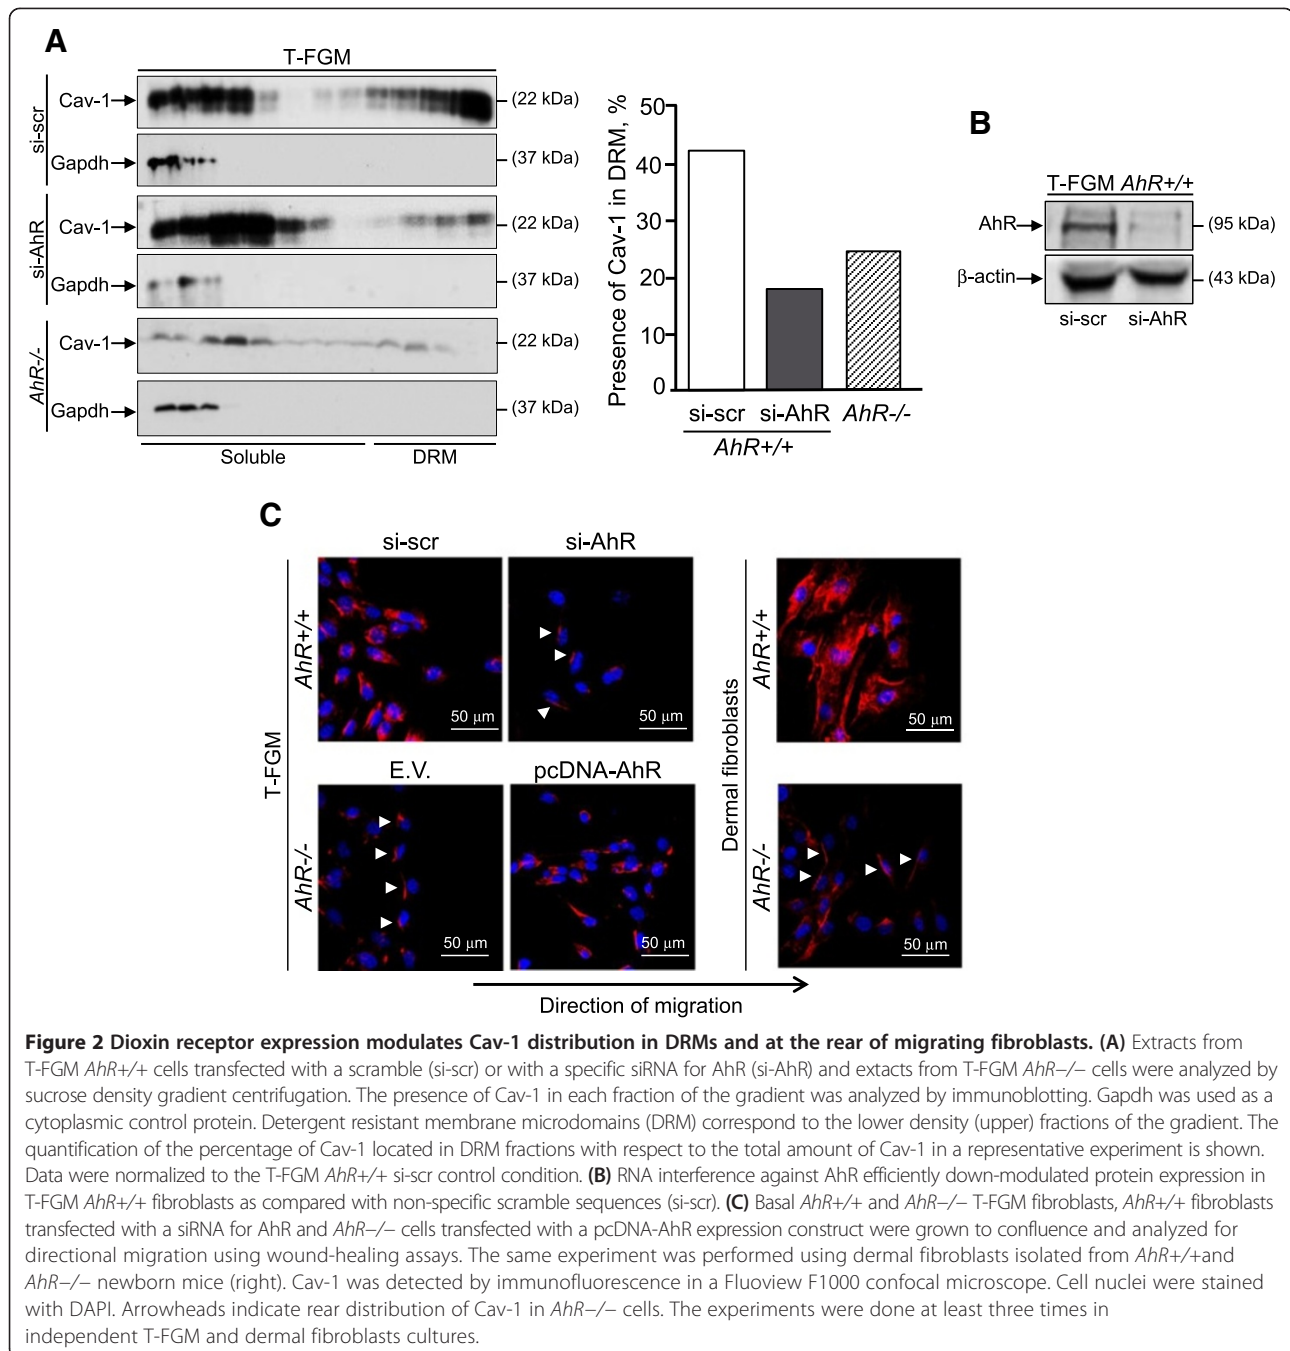 A
T-FGM
si-scr
Cav-1
(22 kDa)
Gapdh
(37 kDa)
si-AhR
Cav-1
(22 kDa)
Gapdh
(37 kDa)
AhR-/-
Cav-1
(22 kDa)
Gapdh
(37 kDa)
Soluble DRM
Presence of Cav-1 in DRM, %
50
40
30
20
10
0
si-scr si-AhR AhR-/-
AhR+/+
B
T-FGM AhR+/+
AhR
(95 kDa)
β-actin
(43 kDa)
si-scr si-AhR
C
si-scr si-AhR
T-FGM
AhR+/+
50 μm
50 μm
E.V. pcDNA-AhR
AhR-/-
50 μm
50 μm
Dermal fibroblasts
AhR+/+
50 μm
AhR-/-
50 μm
Direction of migration
Figure 2 Dioxin receptor expression modulates Cav-1 distribution in DRMs and at the rear of migrating fibroblasts. (A) Extracts from
T-FGM AhR+/+ cells transfected with a scramble (si-scr) or with a specific siRNA for AhR (si-AhR) and extacts from T-FGM AhR−/− cells were analyzed by
sucrose density gradient centrifugation. The presence of Cav-1 in each fraction of the gradient was analyzed by immunoblotting. Gapdh was used as a
cytoplasmic control protein. Detergent resistant membrane microdomains (DRM) correspond to the lower density (upper) fractions of the gradient. The
quantification of the percentage of Cav-1 located in DRM fractions with respect to the total amount of Cav-1 in a representative experiment is shown.
Data were normalized to the T-FGM AhR+/+ si-scr control condition. (B) RNA interference against AhR efficiently down-modulated protein expression in
T-FGM AhR+/+ fibroblasts as compared with non-specific scramble sequences (si-scr). (C) Basal AhR+/+ and AhR−/− T-FGM fibroblasts, AhR+/+ fibroblasts
transfected with a siRNA for AhR and AhR−/− cells transfected with a pcDNA-AhR expression construct were grown to confluence and analyzed for
directional migration using wound-healing assays. The same experiment was performed using dermal fibroblasts isolated from AhR+/+and
AhR−/− newborn mice (right). Cav-1 was detected by immunofluorescence in a Fluoview F1000 confocal microscope. Cell nuclei were stained
with DAPI. Arrowheads indicate rear distribution of Cav-1 in AhR−/− cells. The experiments were done at least three times in
independent T-FGM and dermal fibroblasts cultures.